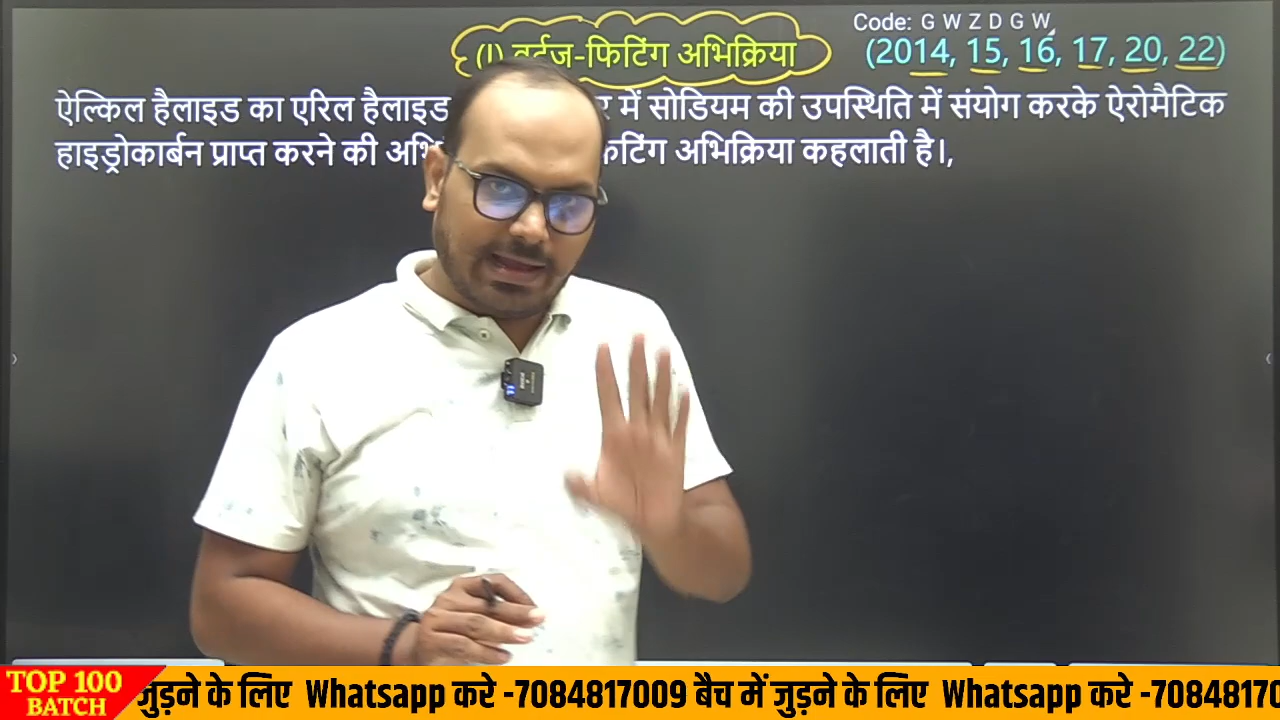 Code: G W Z D G W
(I) वुर्ट्ज-फिटिंग अभिक्रिया (2014, 15, 16, 17, 20, 22)
ऐल्किल हैलाइड का एरिल हैलाइड में सोडियम की उपस्थिति में संयोग करके ऐरोमैटिक
हाइड्रोकार्बन प्राप्त करने की अभिक्रिया कहलाती है।,
TOP 100
BATCH
जुड़ने के लिए Whatsapp करे -7084817009 बैच में जुड़ने के लिए Whatsapp करे -70848170